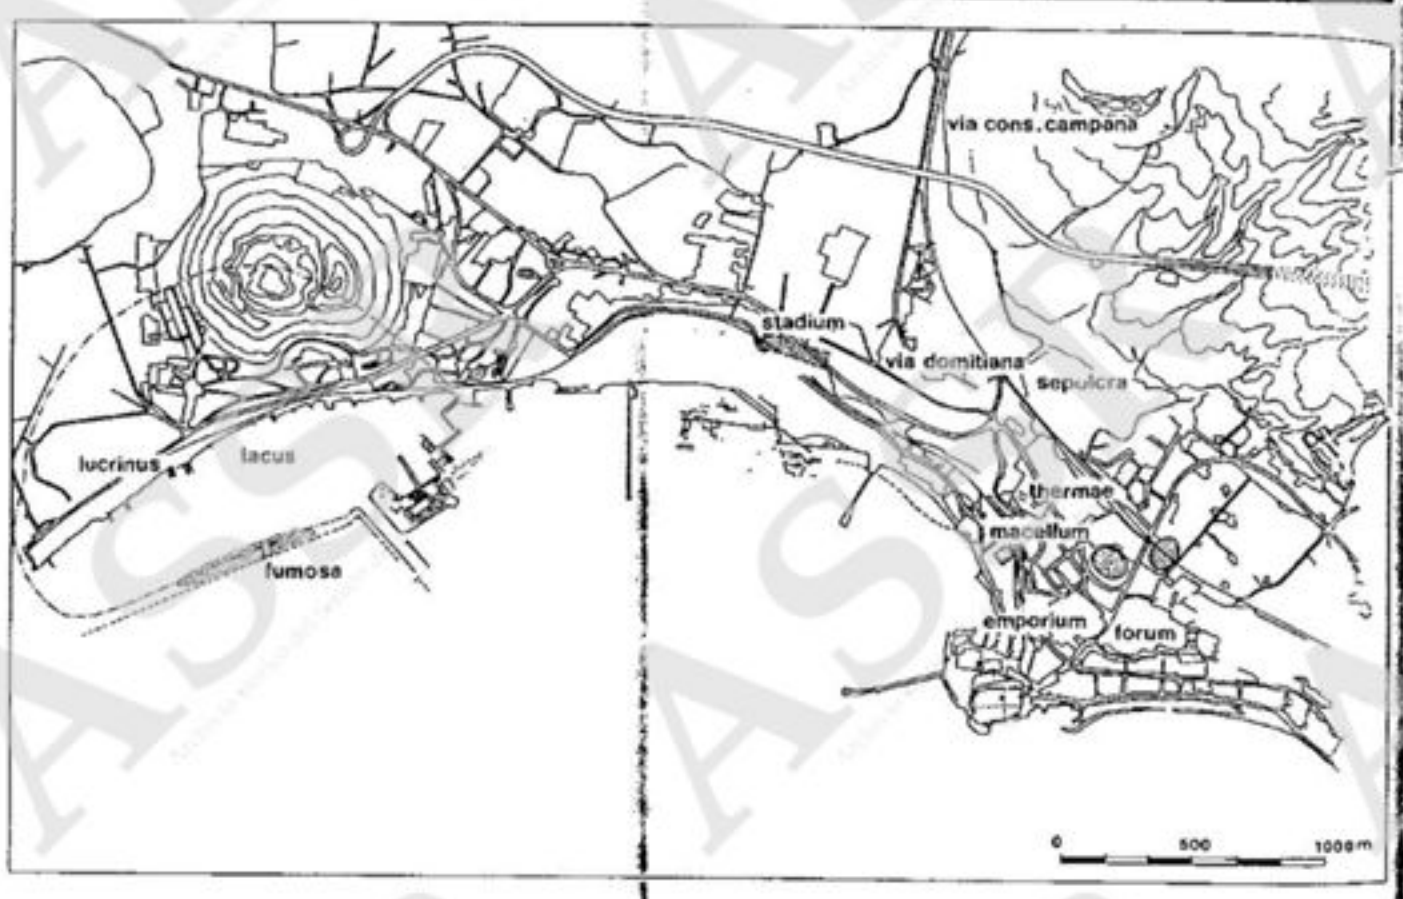 via cons. campana
stadium
via domitiana
sepulcra
lucrinus lacus
thermae
macellum
fumosa
emporium
forum
0 500 1000 m